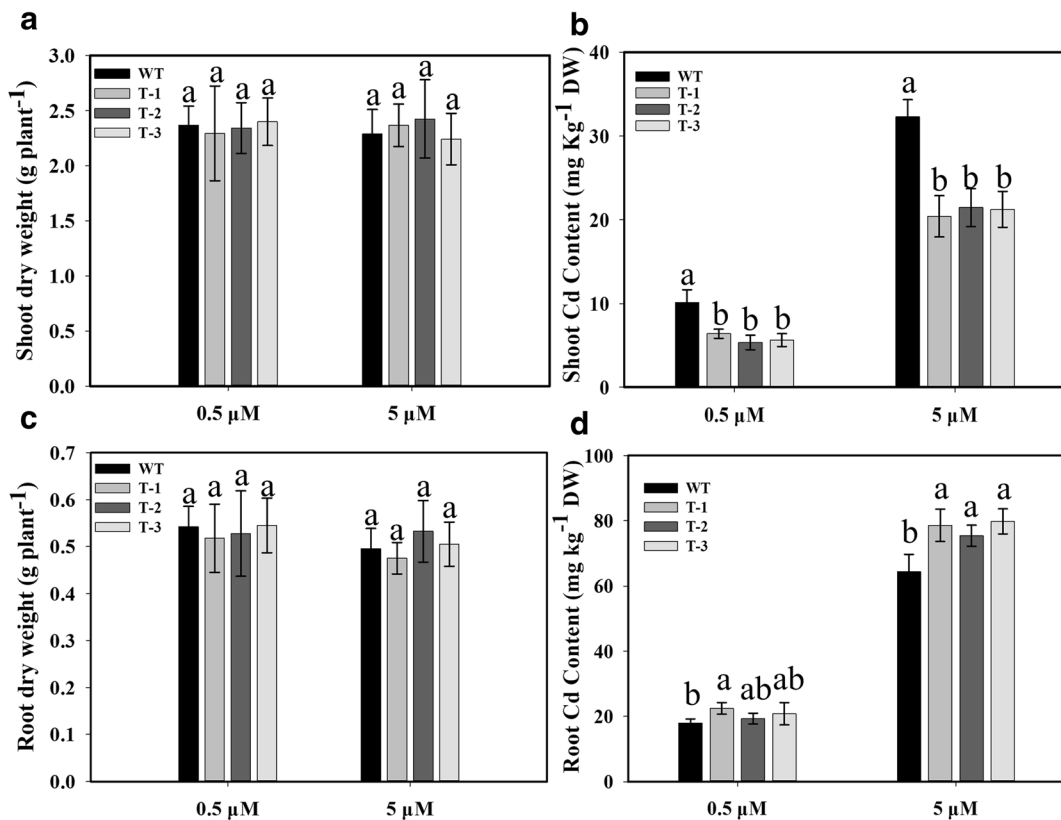 a
Shoot dry weight (g plant⁻¹)
3.0
2.5
2.0
1.5
1.0
0.5
0.0
WT
T-1
T-2
T-3
a a a a
a a a a
0.5 µM 5 µM
b
Shoot Cd Content (mg Kg⁻¹ DW)
40
30
20
10
0
WT
T-1
T-2
T-3
a b b b
a b b b
0.5 µM 5 µM
c
Root dry weight (g plant⁻¹)
0.7
0.6
0.5
0.4
0.3
0.2
0.1
0.0
WT
T-1
T-2
T-3
a a a a
a a a a
0.5 µM 5 µM
d
Root Cd Content (mg kg⁻¹ DW)
100
80
60
40
20
0
WT
T-1
T-2
T-3
b a ab ab
b a a a
0.5 µM 5 µM